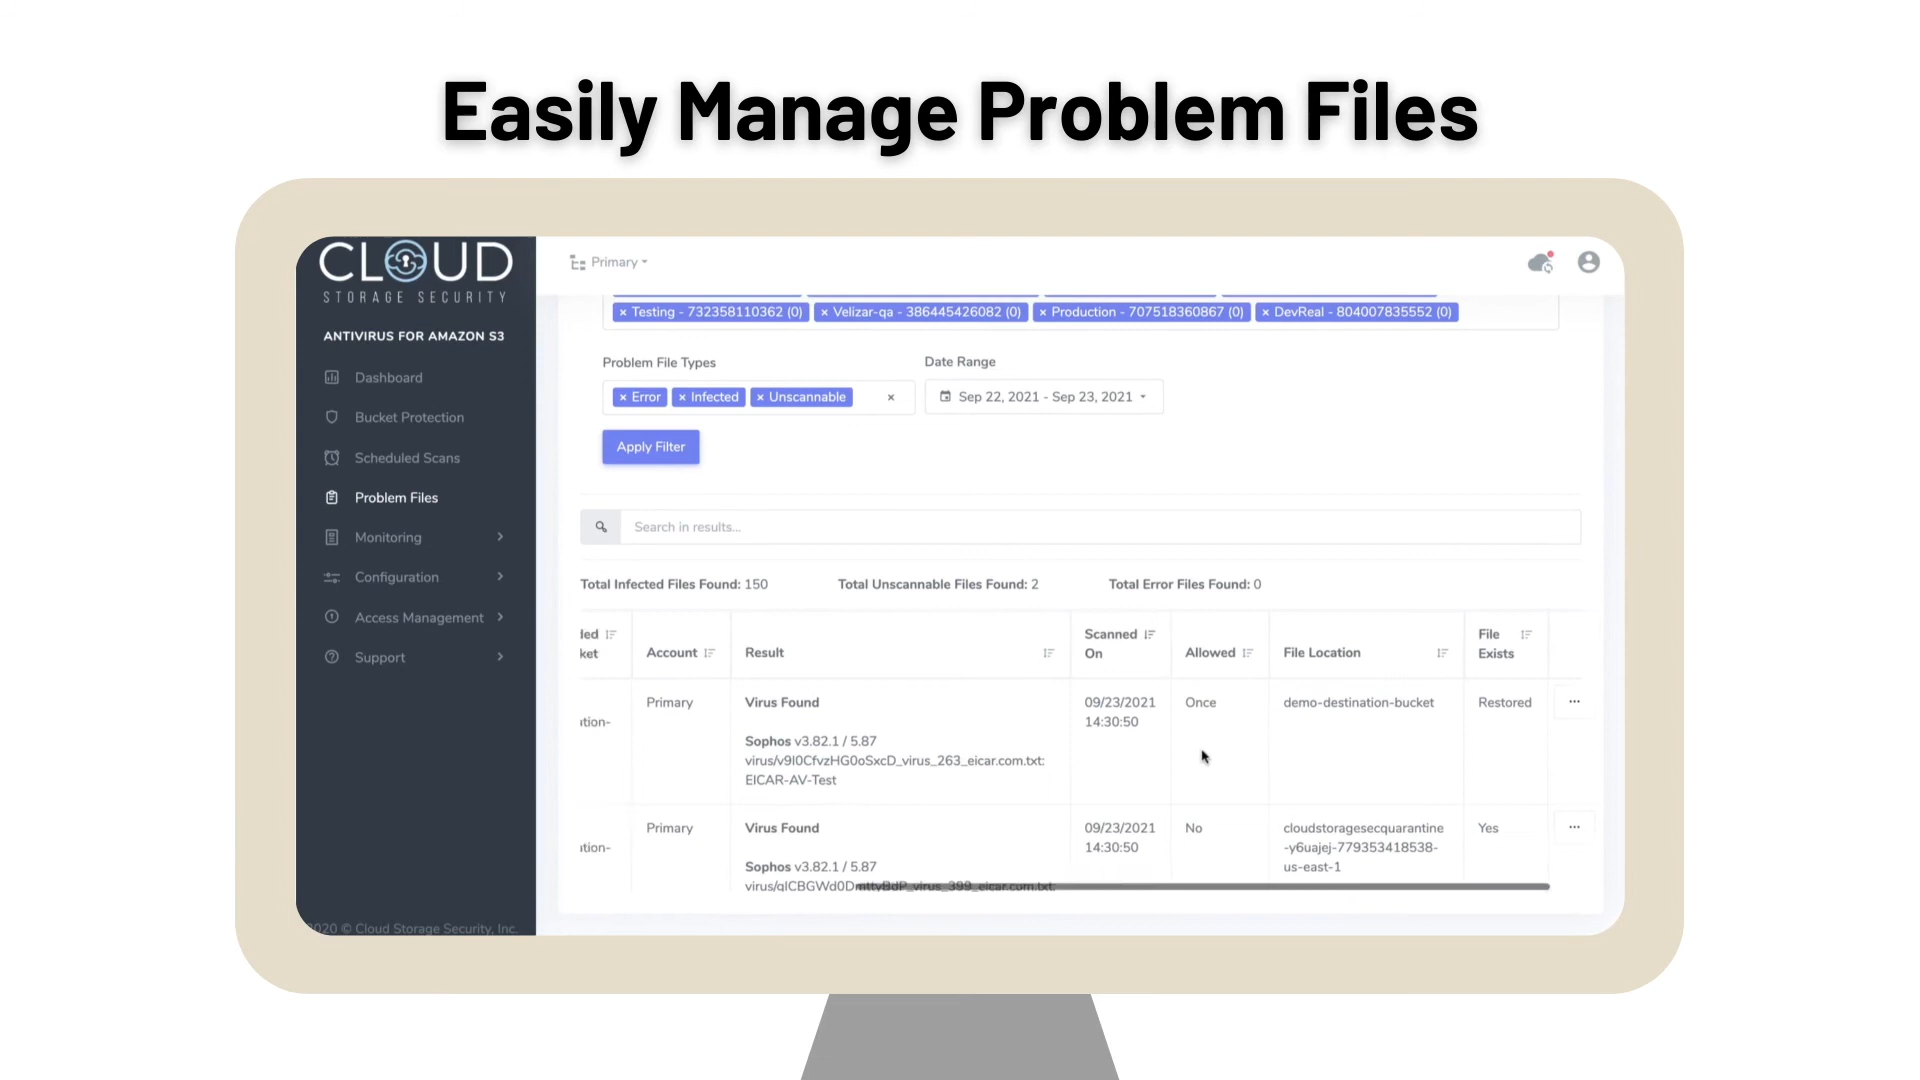 Easily Manage Problem Files
CLOUD
STORAGE SECURITY
ANTIVIRUS FOR AMAZON S3
Dashboard
Bucket Protection
Scheduled Scans
Problem Files
Monitoring
Configuration
Access Management
Support
2020 © Cloud Storage Security, Inc.
Primary
× Testing - 732358110362 (0) × Velizar-qa - 386445426082 (0) × Production - 707518360867 (0) × DevReal - 804007835552 (0)
Problem File Types
Date Range
× Error × Infected × Unscannable ×
Sep 22, 2021 - Sep 23, 2021
Apply Filter
Search in results...
Total Infected Files Found: 150 Total Unscannable Files Found: 2 Total Error Files Found: 0
Account
Result
Scanned
On
Allowed
File Location
File
Exists
Primary
Virus Found
Sophos v3.82.1 / 5.87
virus/v9I0CfvzHG0oSxcD_virus_263_eicar.com.txt:
EICAR-AV-Test
09/23/2021
14:30:50
Once
demo-destination-bucket
Restored
Primary
Virus Found
Sophos v3.82.1 / 5.87
09/23/2021
14:30:50
No
cloudstoragesecquarantine
-y6uajej-779353418538-
us-east-1
Yes